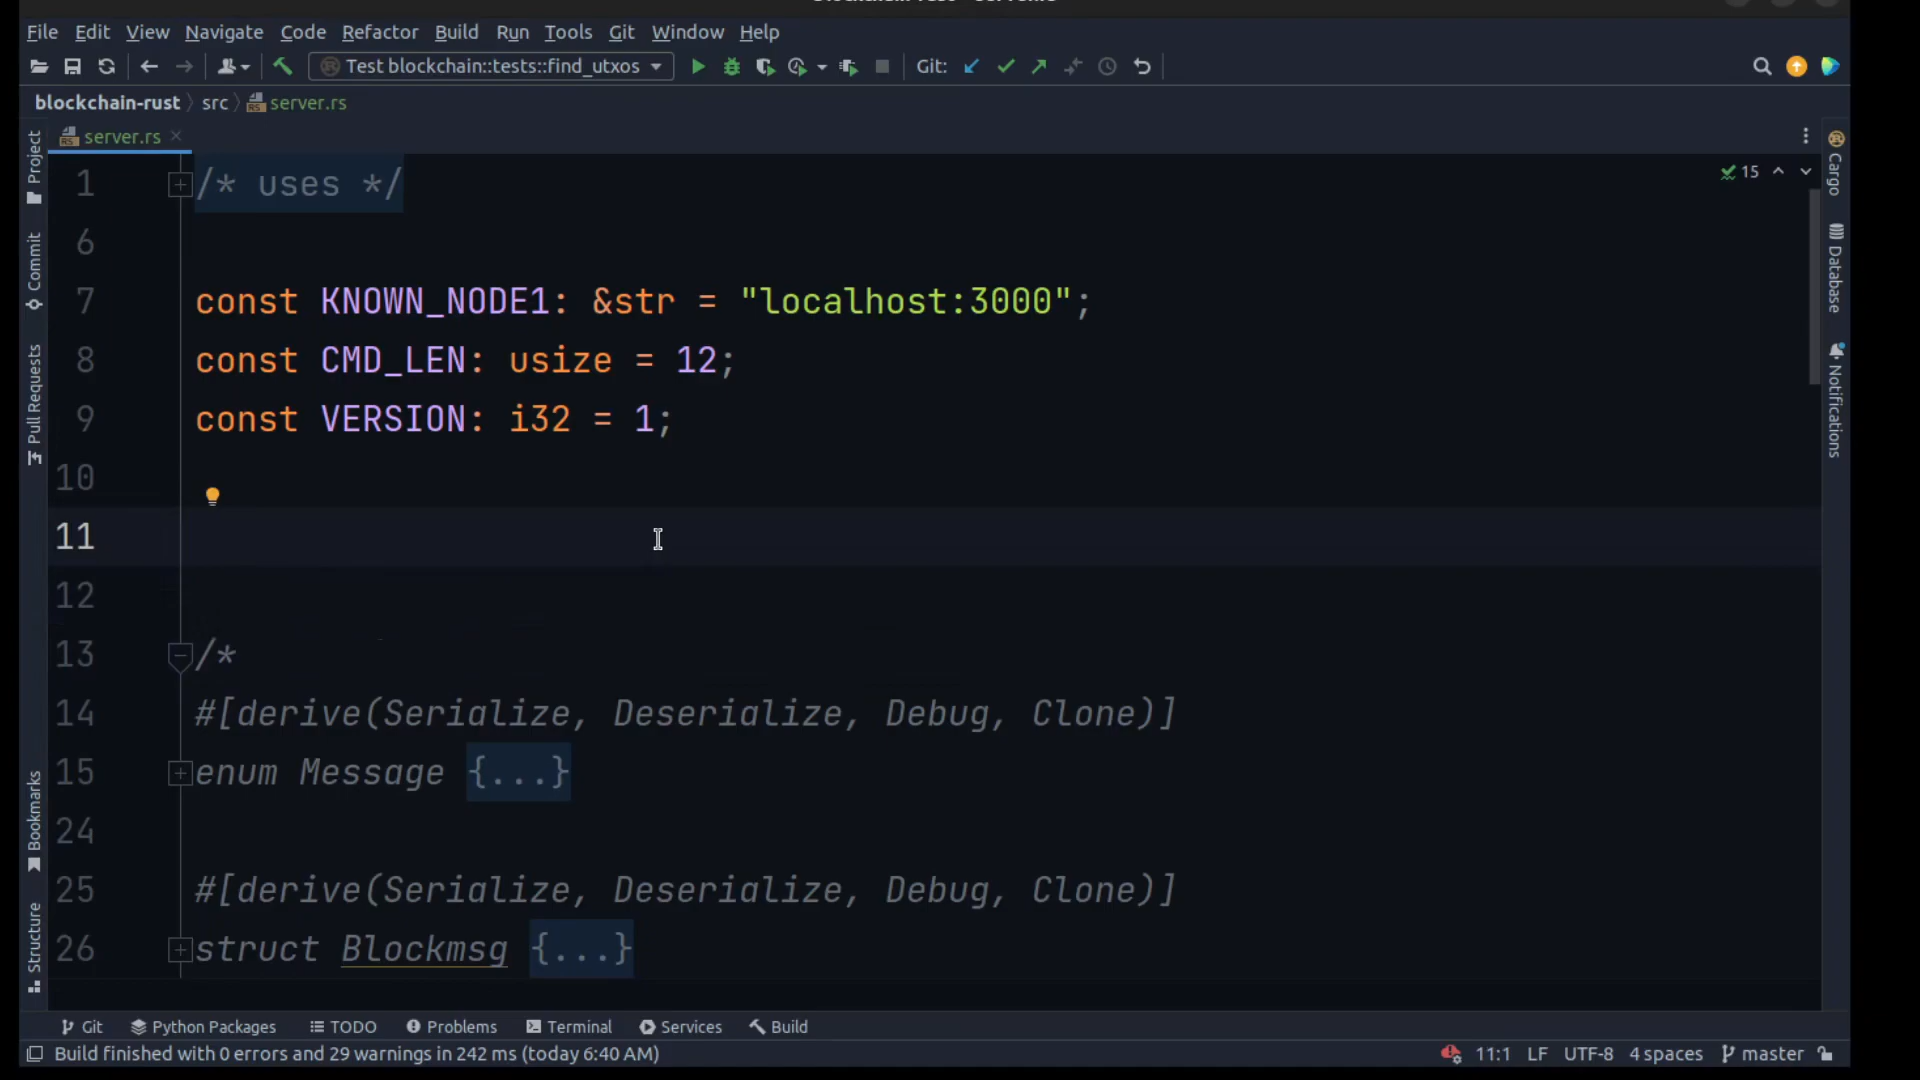 File Edit View Navigate Code Refactor Build Run Tools Git Window Help
Test blockchain::tests::find_utxos Git:
blockchain-rust src server.rs
server.rs
15
1 /* uses */
6
7 const KNOWN_NODE1: &str = "localhost:3000";
8 const CMD_LEN: usize = 12;
9 const VERSION: i32 = 1;
10
11
12
13 /*
14 #[derive(Serialize, Deserialize, Debug, Clone)]
15 enum Message {...}
24
25 #[derive(Serialize, Deserialize, Debug, Clone)]
26 struct Blockmsg {...}
Project
Commit
Pull Requests
Bookmarks
Structure
Cargo
Database
Notifications
Git Python Packages TODO Problems Terminal Services Build
Build finished with 0 errors and 29 warnings in 242 ms (today 6:40 AM) 11:1 LF UTF-8 4 spaces master